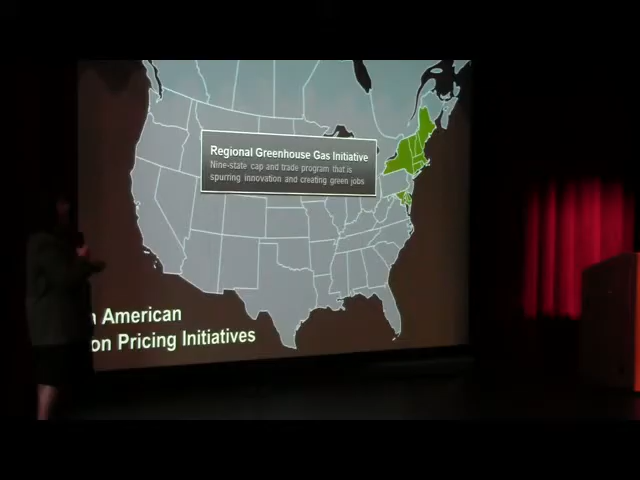 Regional Greenhouse Gas Initiative
Nine-state cap and trade program that is
spurring innovation and creating green jobs
n American
on Pricing Initiatives